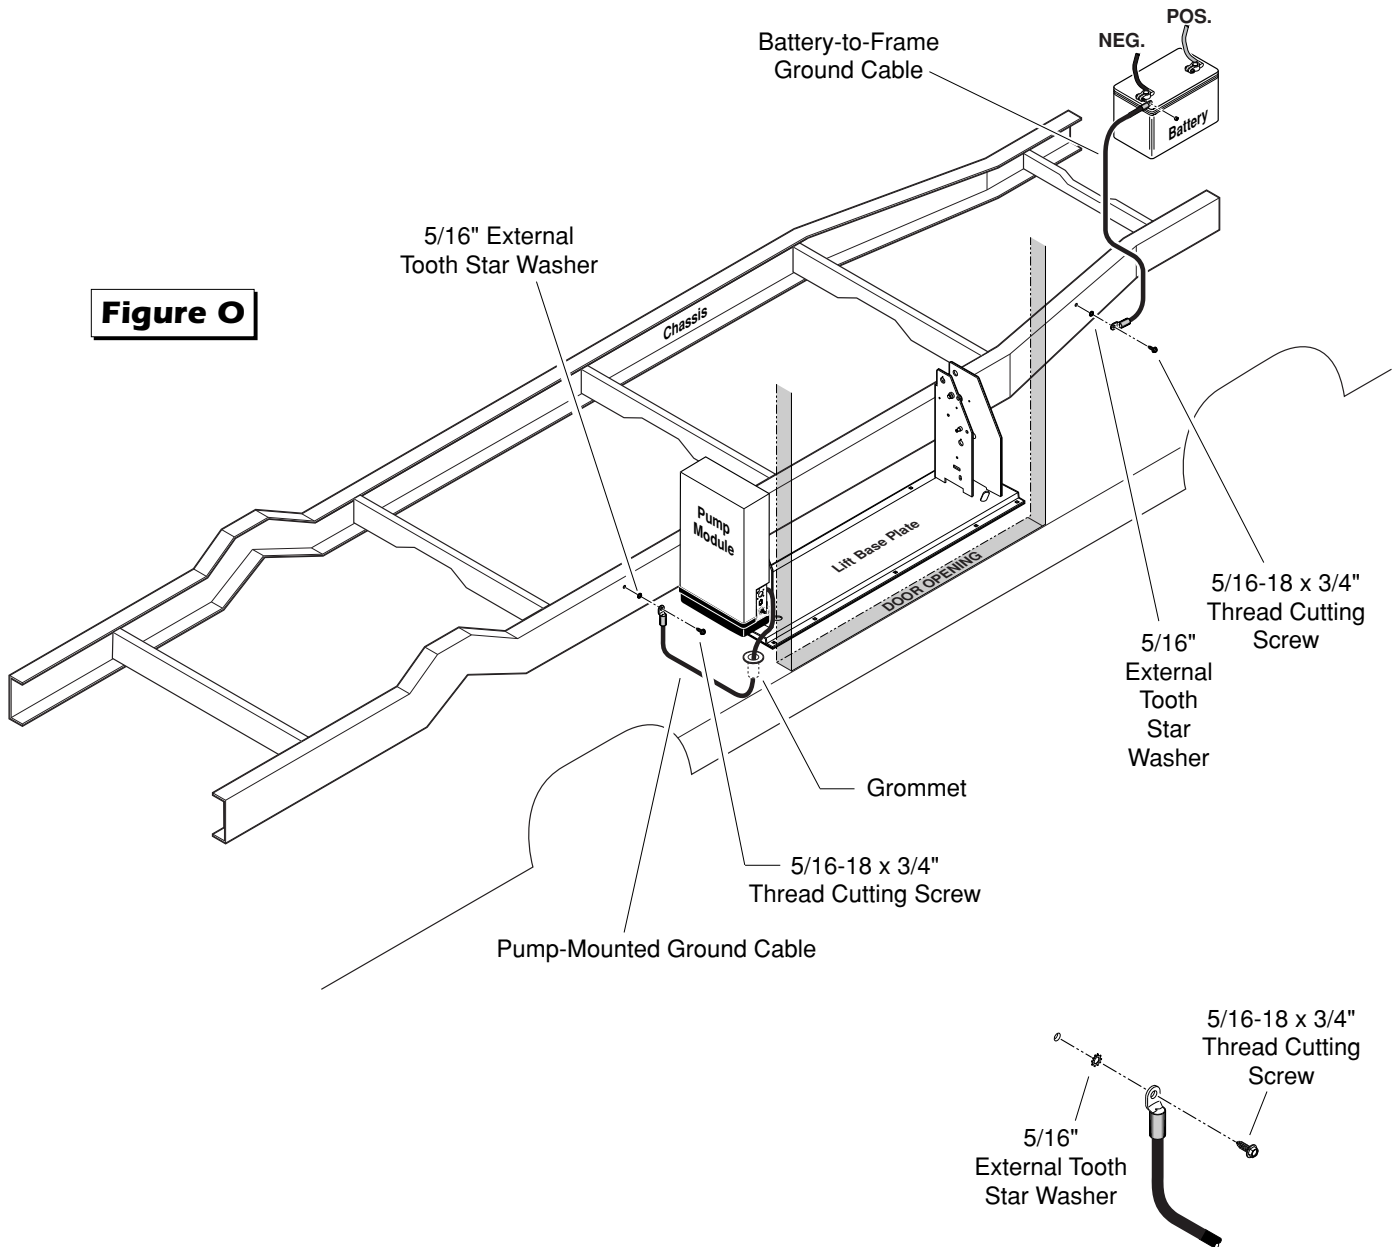 POS.
NEG.
Battery-to-Frame
Ground Cable
Battery
5/16" External
Tooth Star Washer
Figure O
Chassis
Pump
Module
Lift Base Plate
DOOR OPENING
5/16-18 x 3/4"
Thread Cutting
Screw
5/16"
External
Tooth
Star
Washer
Grommet
5/16-18 x 3/4"
Thread Cutting Screw
Pump-Mounted Ground Cable
5/16-18 x 3/4"
Thread Cutting
Screw
5/16"
External Tooth
Star Washer